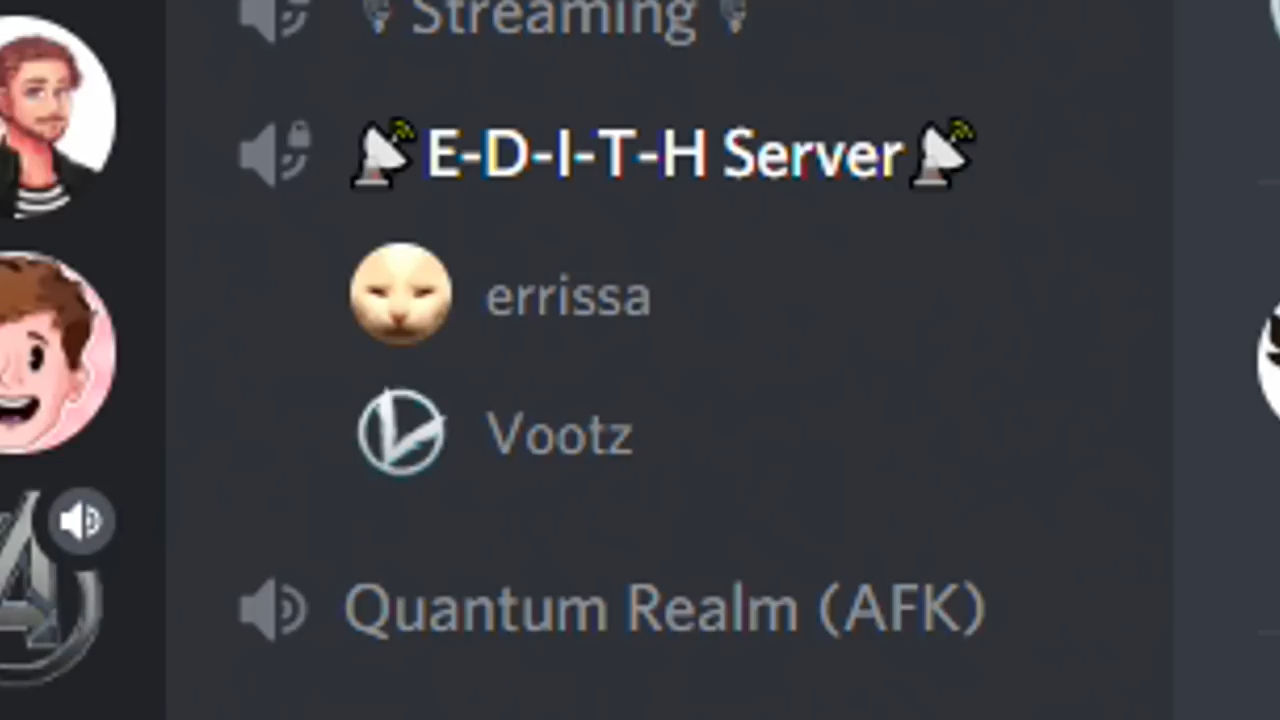 🎙 Streaming 🎙
📡 E-D-I-T-H Server 📡
errissa
Vootz
Quantum Realm (AFK)